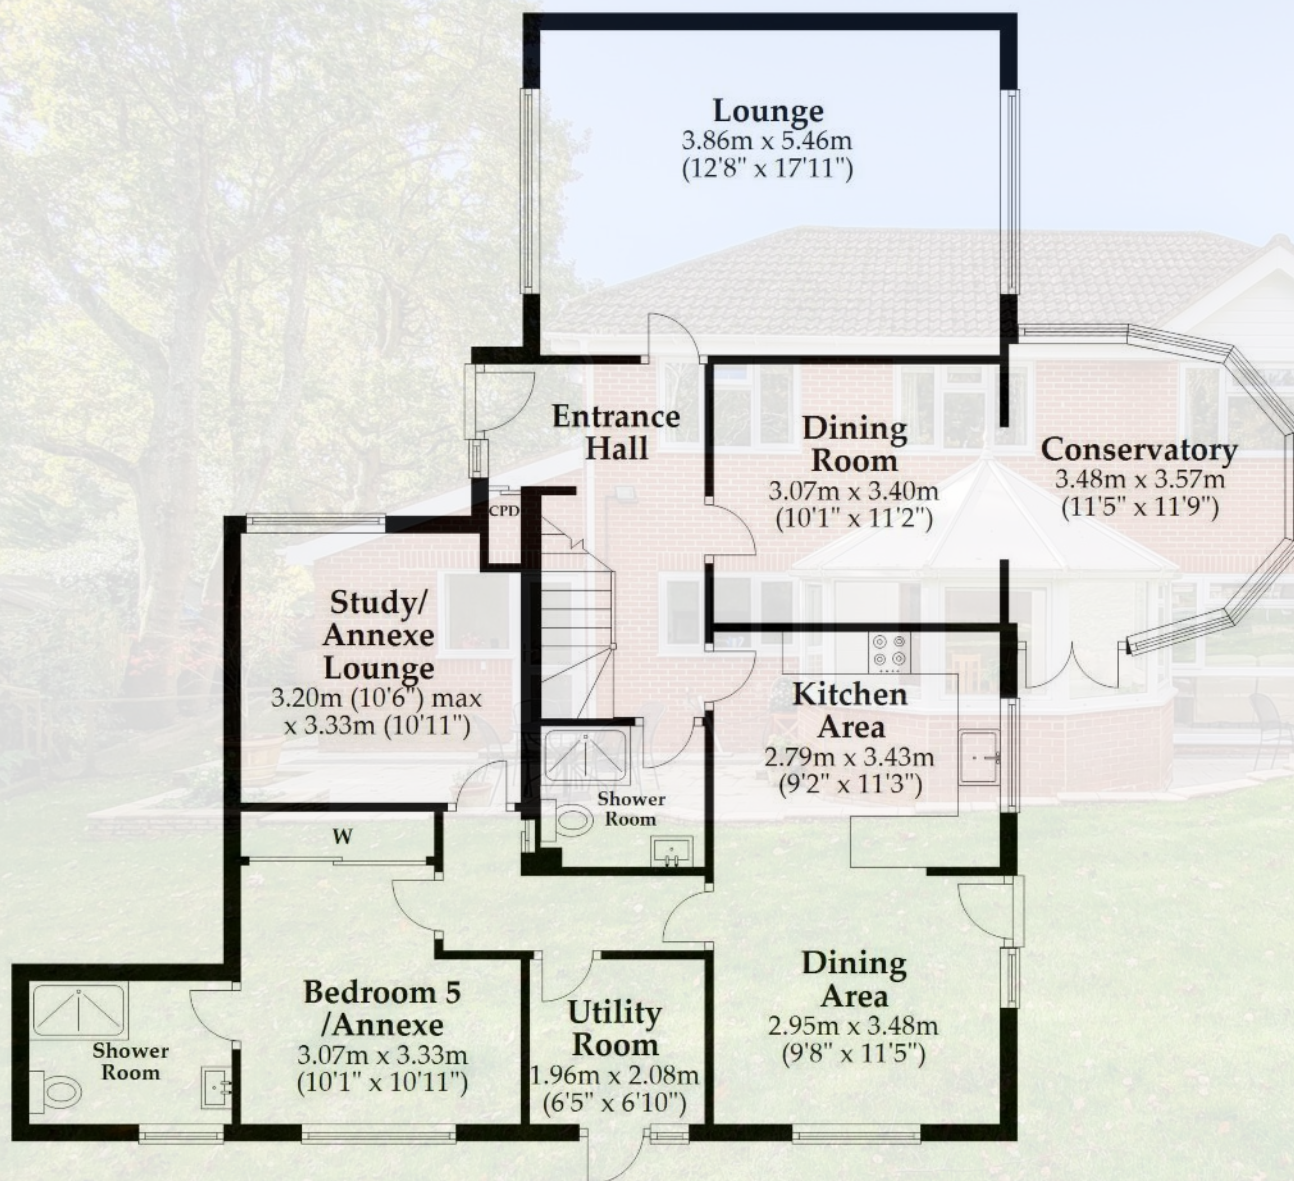 Lounge
3.86m x 5.46m
(12'8" x 17'11")
Entrance
Hall
Dining
Room
3.07m x 3.40m
(10'1" x 11'2")
Conservatory
3.48m x 3.57m
(11'5" x 11'9")
CPD
Study/
Annexe
Lounge
3.20m (10'6") max
x 3.33m (10'11")
Kitchen
Area
2.79m x 3.43m
(9'2" x 11'3")
Shower
Room
W
Bedroom 5
/Annexe
3.07m x 3.33m
(10'1" x 10'11")
Utility
Room
1.96m x 2.08m
(6'5" x 6'10")
Dining
Area
2.95m x 3.48m
(9'8" x 11'5")
Shower
Room